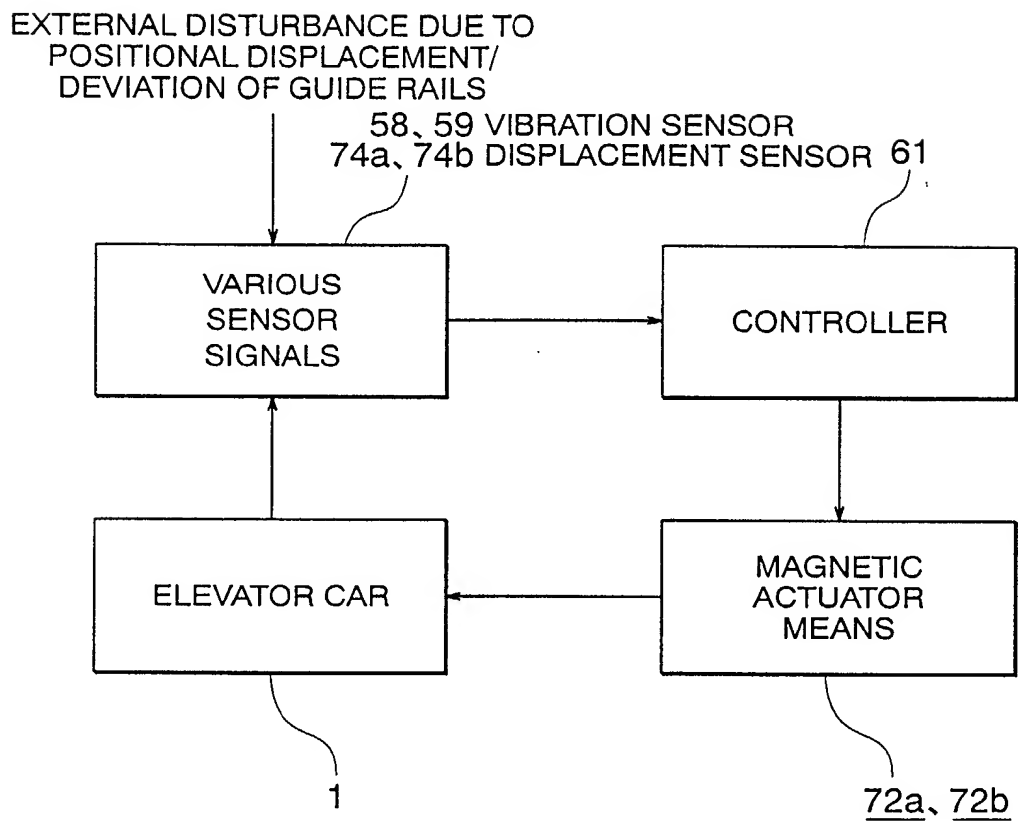 EXTERNAL DISTURBANCE DUE TO
POSITIONAL DISPLACEMENT/
DEVIATION OF GUIDE RAILS
58、59 VIBRATION SENSOR
74a、74b DISPLACEMENT SENSOR
61
VARIOUS
SENSOR
SIGNALS
CONTROLLER
ELEVATOR CAR
MAGNETIC
ACTUATOR
MEANS
1
72a、72b